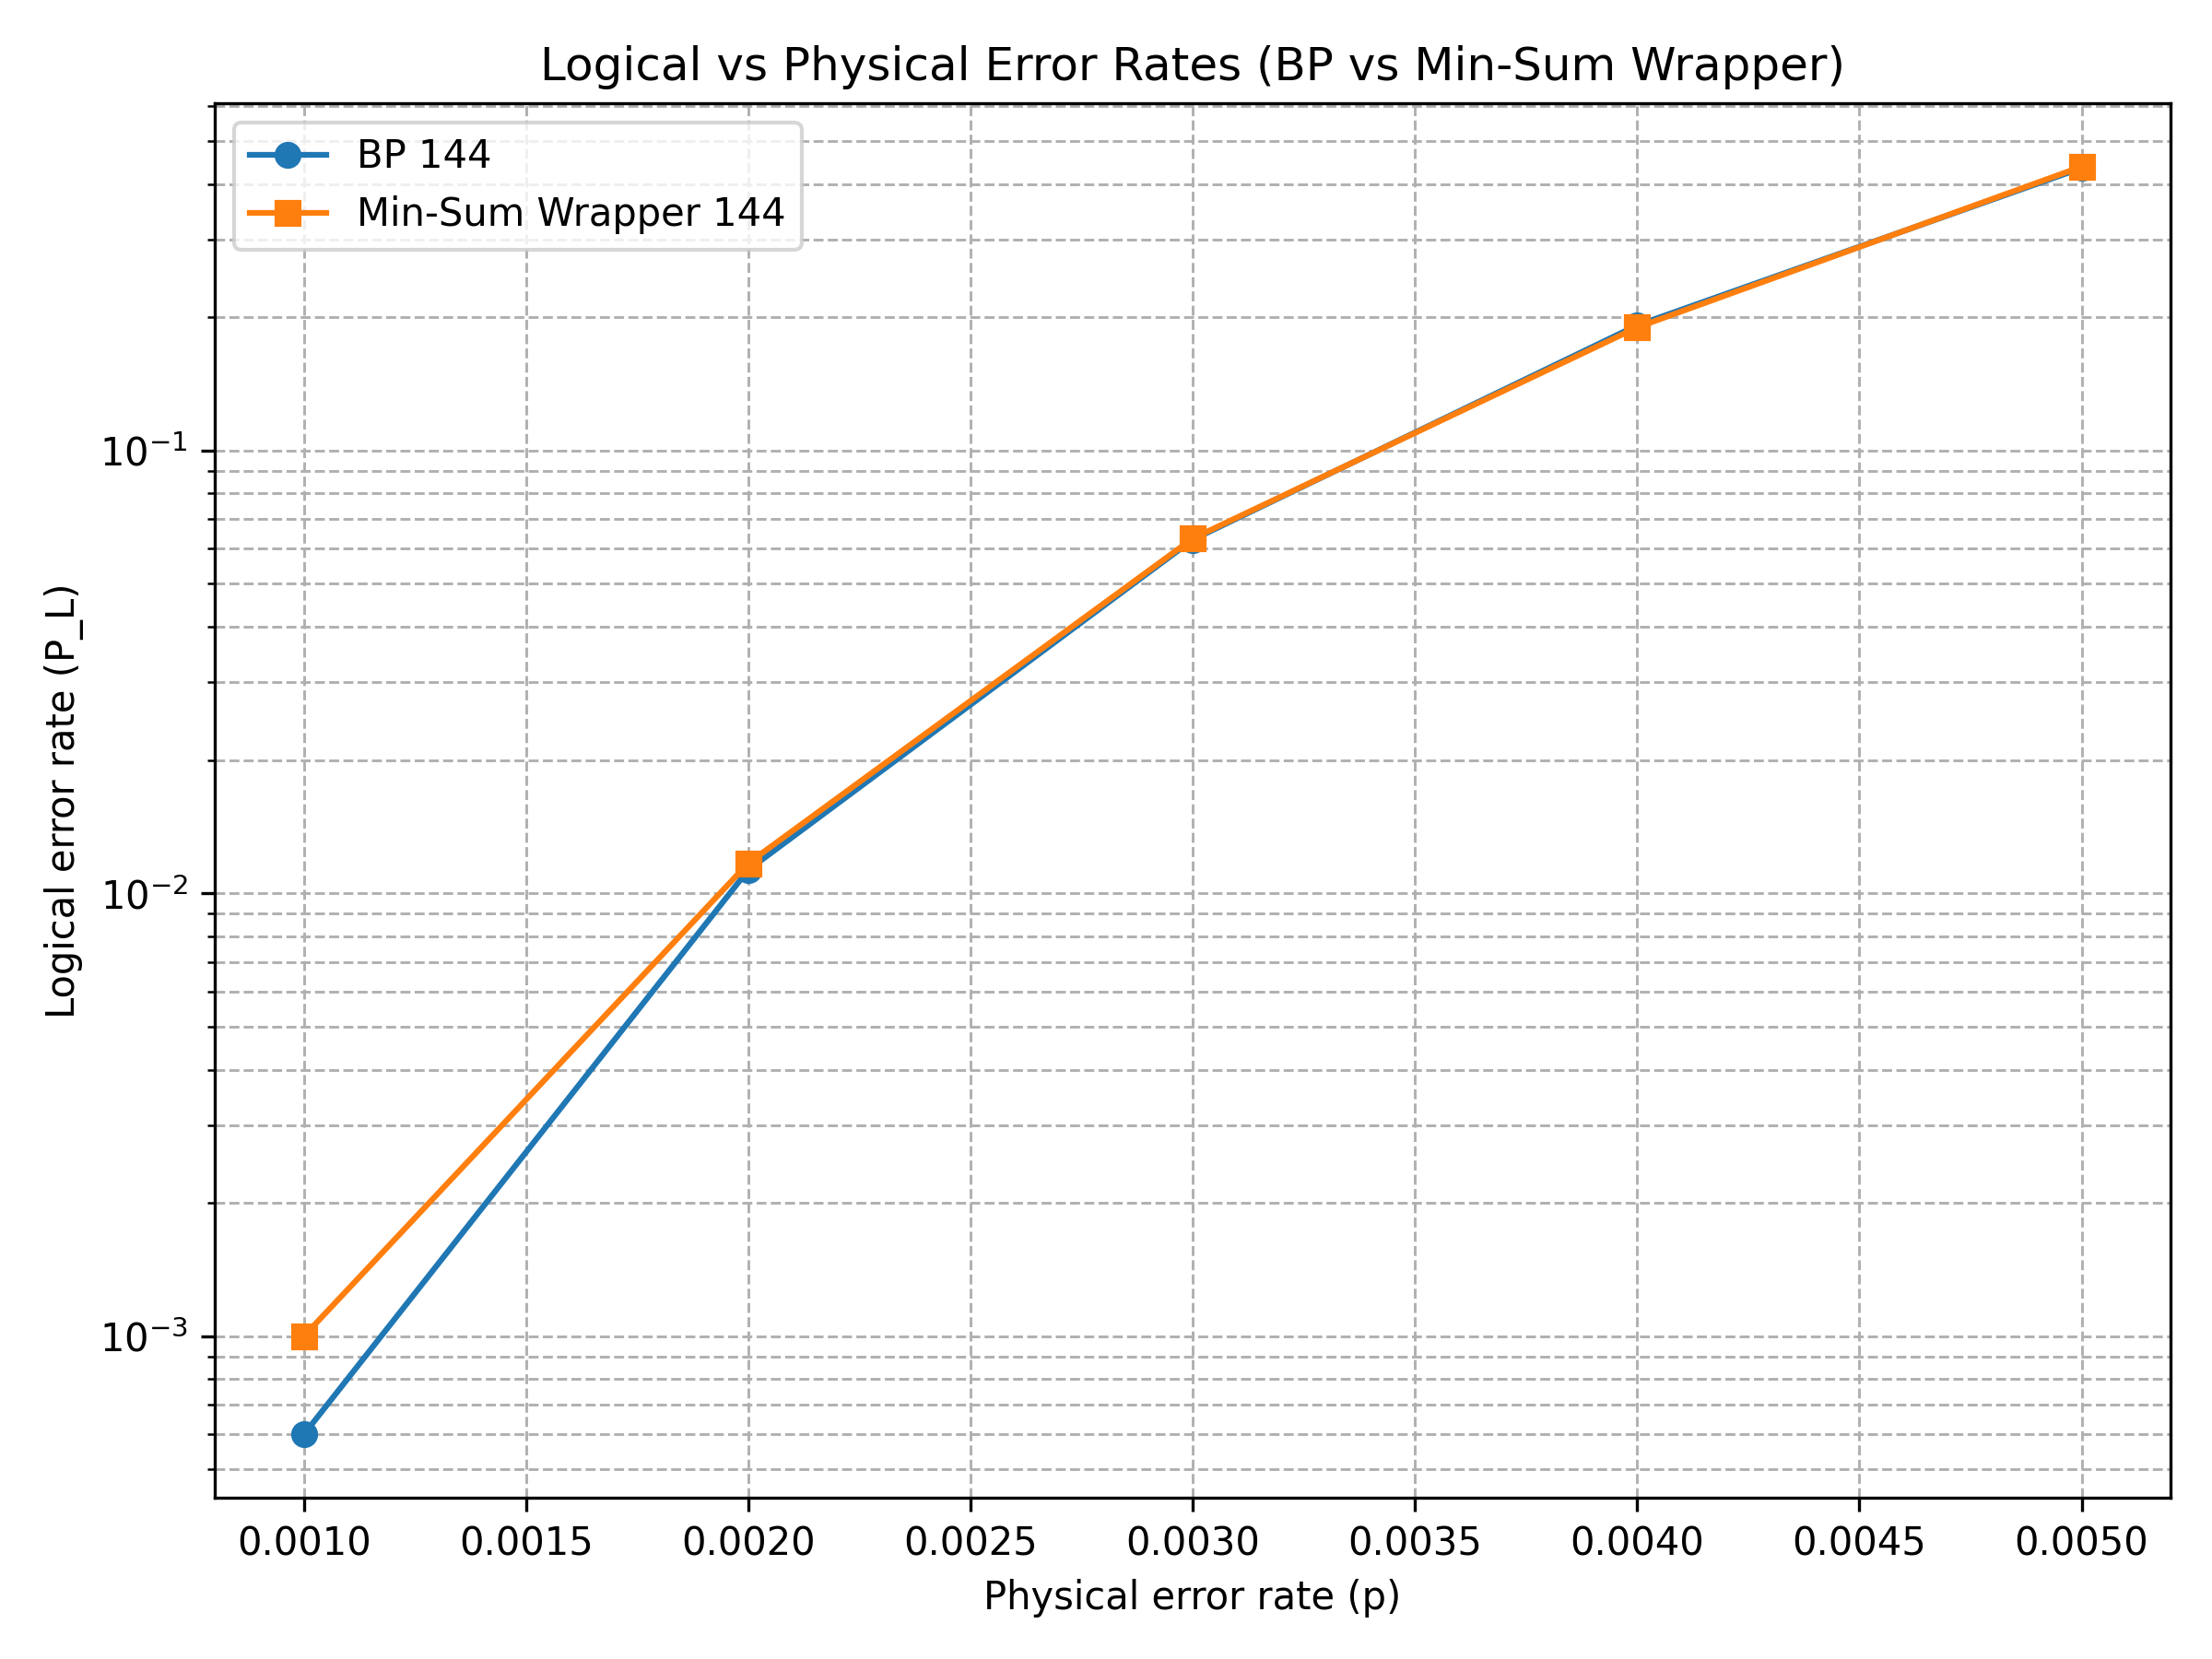 Logical vs Physical Error Rates (BP vs Min-Sum Wrapper)
BP 144
Min-Sum Wrapper 144
Logical error rate (P_L)
10⁻¹
10⁻²
10⁻³
0.0010 0.0015 0.0020 0.0025 0.0030 0.0035 0.0040 0.0045 0.0050
Physical error rate (p)